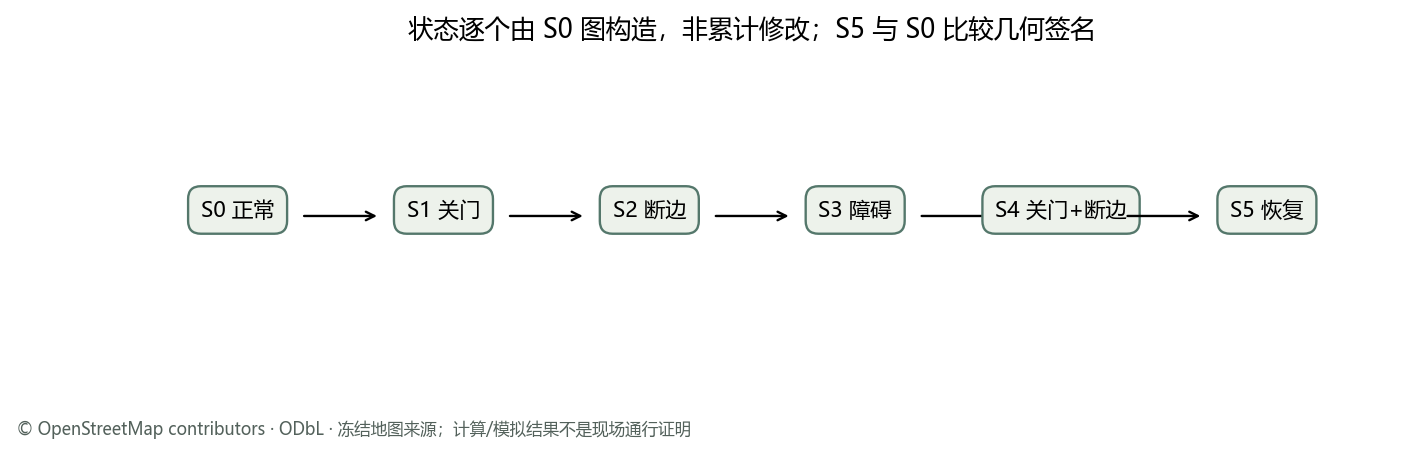 状态逐个由 S0 图构造，非累计修改；S5 与 S0 比较几何签名
S0 正常
S1 关门
S2 断边
S3 障碍
S4 关门+断边
S5 恢复
© OpenStreetMap contributors · ODbL · 冻结地图来源；计算/模拟结果不是现场通行证明